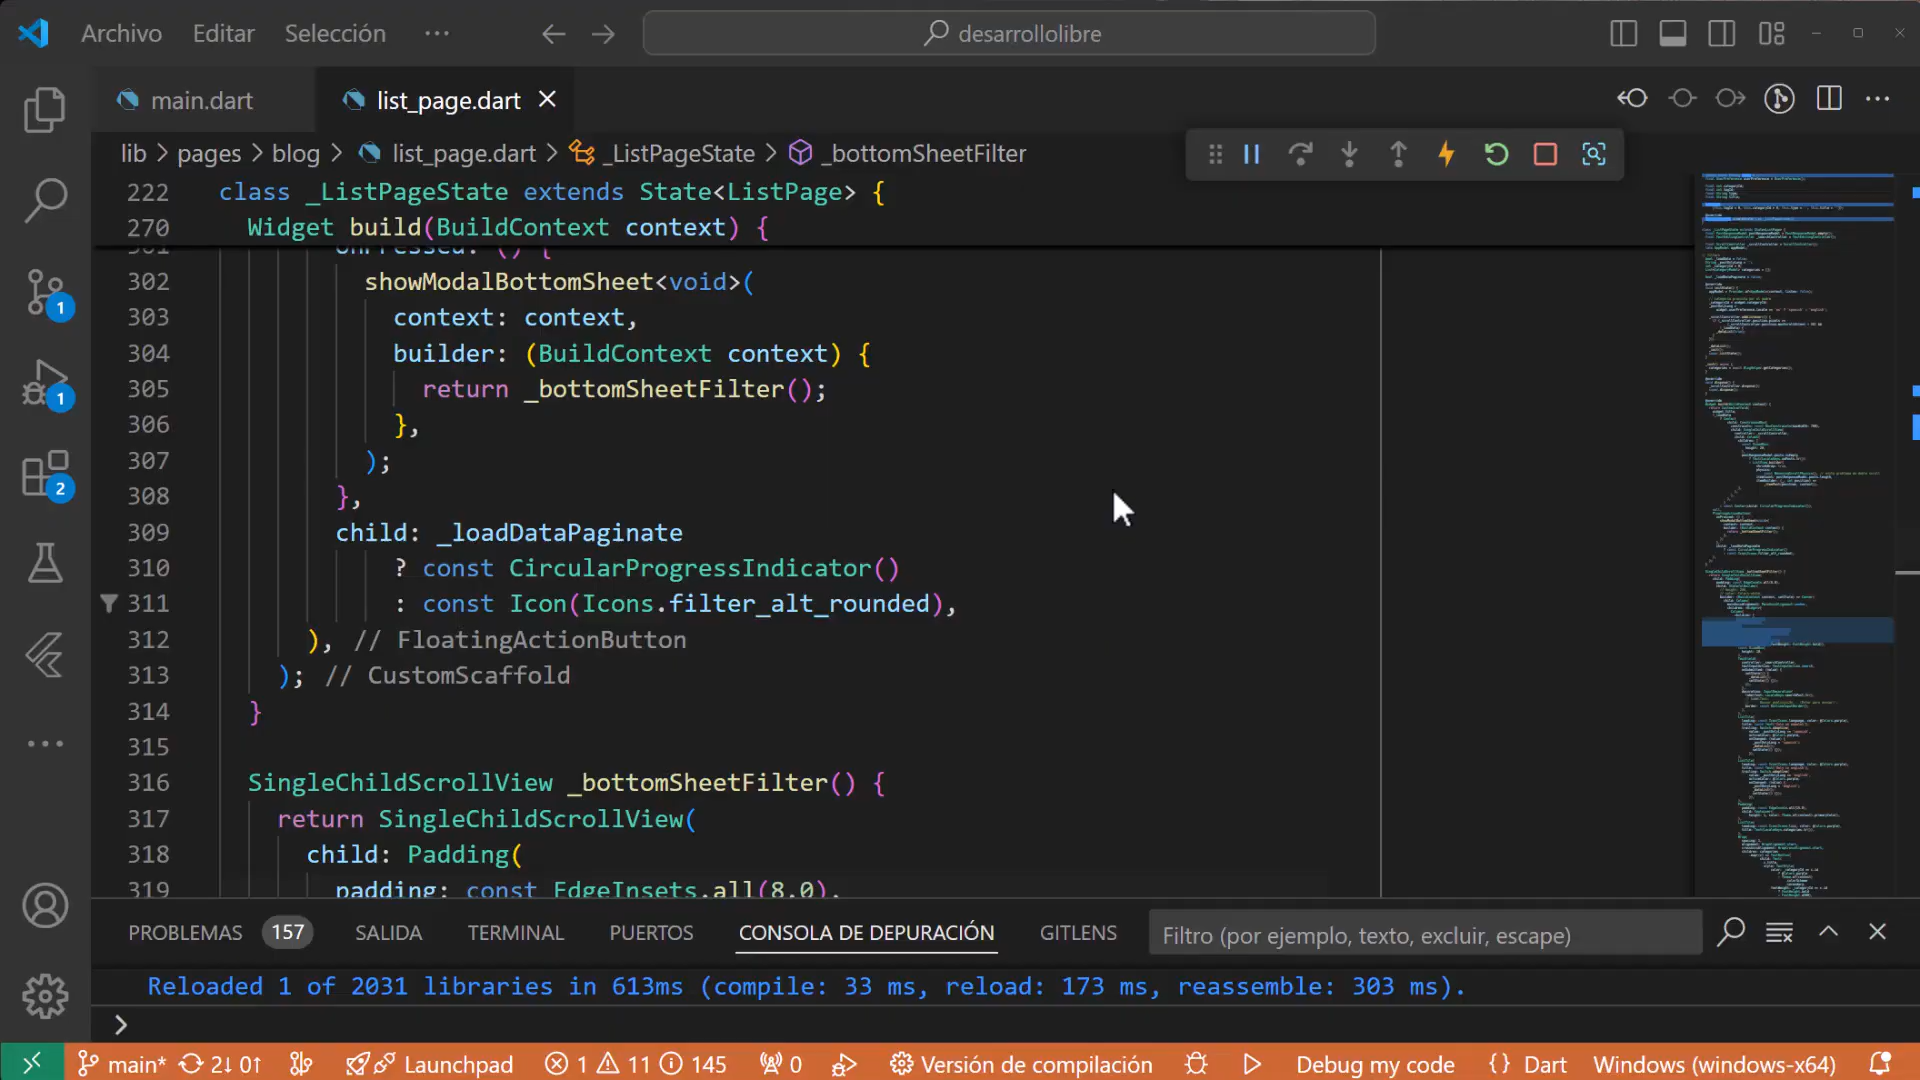 Archivo Editar Selección ··· desarrollolibre
main.dart list_page.dart
lib > pages > blog > list_page.dart > _ListPageState > _bottomSheetFilter
222 class _ListPageState extends State<ListPage> {
270 Widget build(BuildContext context) {
301 onPressed: () {
302 showModalBottomSheet<void>(
303 context: context,
304 builder: (BuildContext context) {
305 return _bottomSheetFilter();
306 },
307 );
308 },
309 child: _loadDataPaginate
310 ? const CircularProgressIndicator()
311 : const Icon(Icons.filter_alt_rounded),
312 ), // FloatingActionButton
313 ); // CustomScaffold
314 }
315
316 SingleChildScrollView _bottomSheetFilter() {
317 return SingleChildScrollView(
318 child: Padding(
319 padding: const EdgeInsets.all(8.0),
1
1
2
PROBLEMAS 157 SALIDA TERMINAL PUERTOS CONSOLA DE DEPURACIÓN GITLENS Filtro (por ejemplo, texto, excluir, escape)
Reloaded 1 of 2031 libraries in 613ms (compile: 33 ms, reload: 173 ms, reassemble: 303 ms).
>
main* 2↓ 0↑ Launchpad 1 11 145 0 Versión de compilación Debug my code {} Dart Windows (windows-x64)